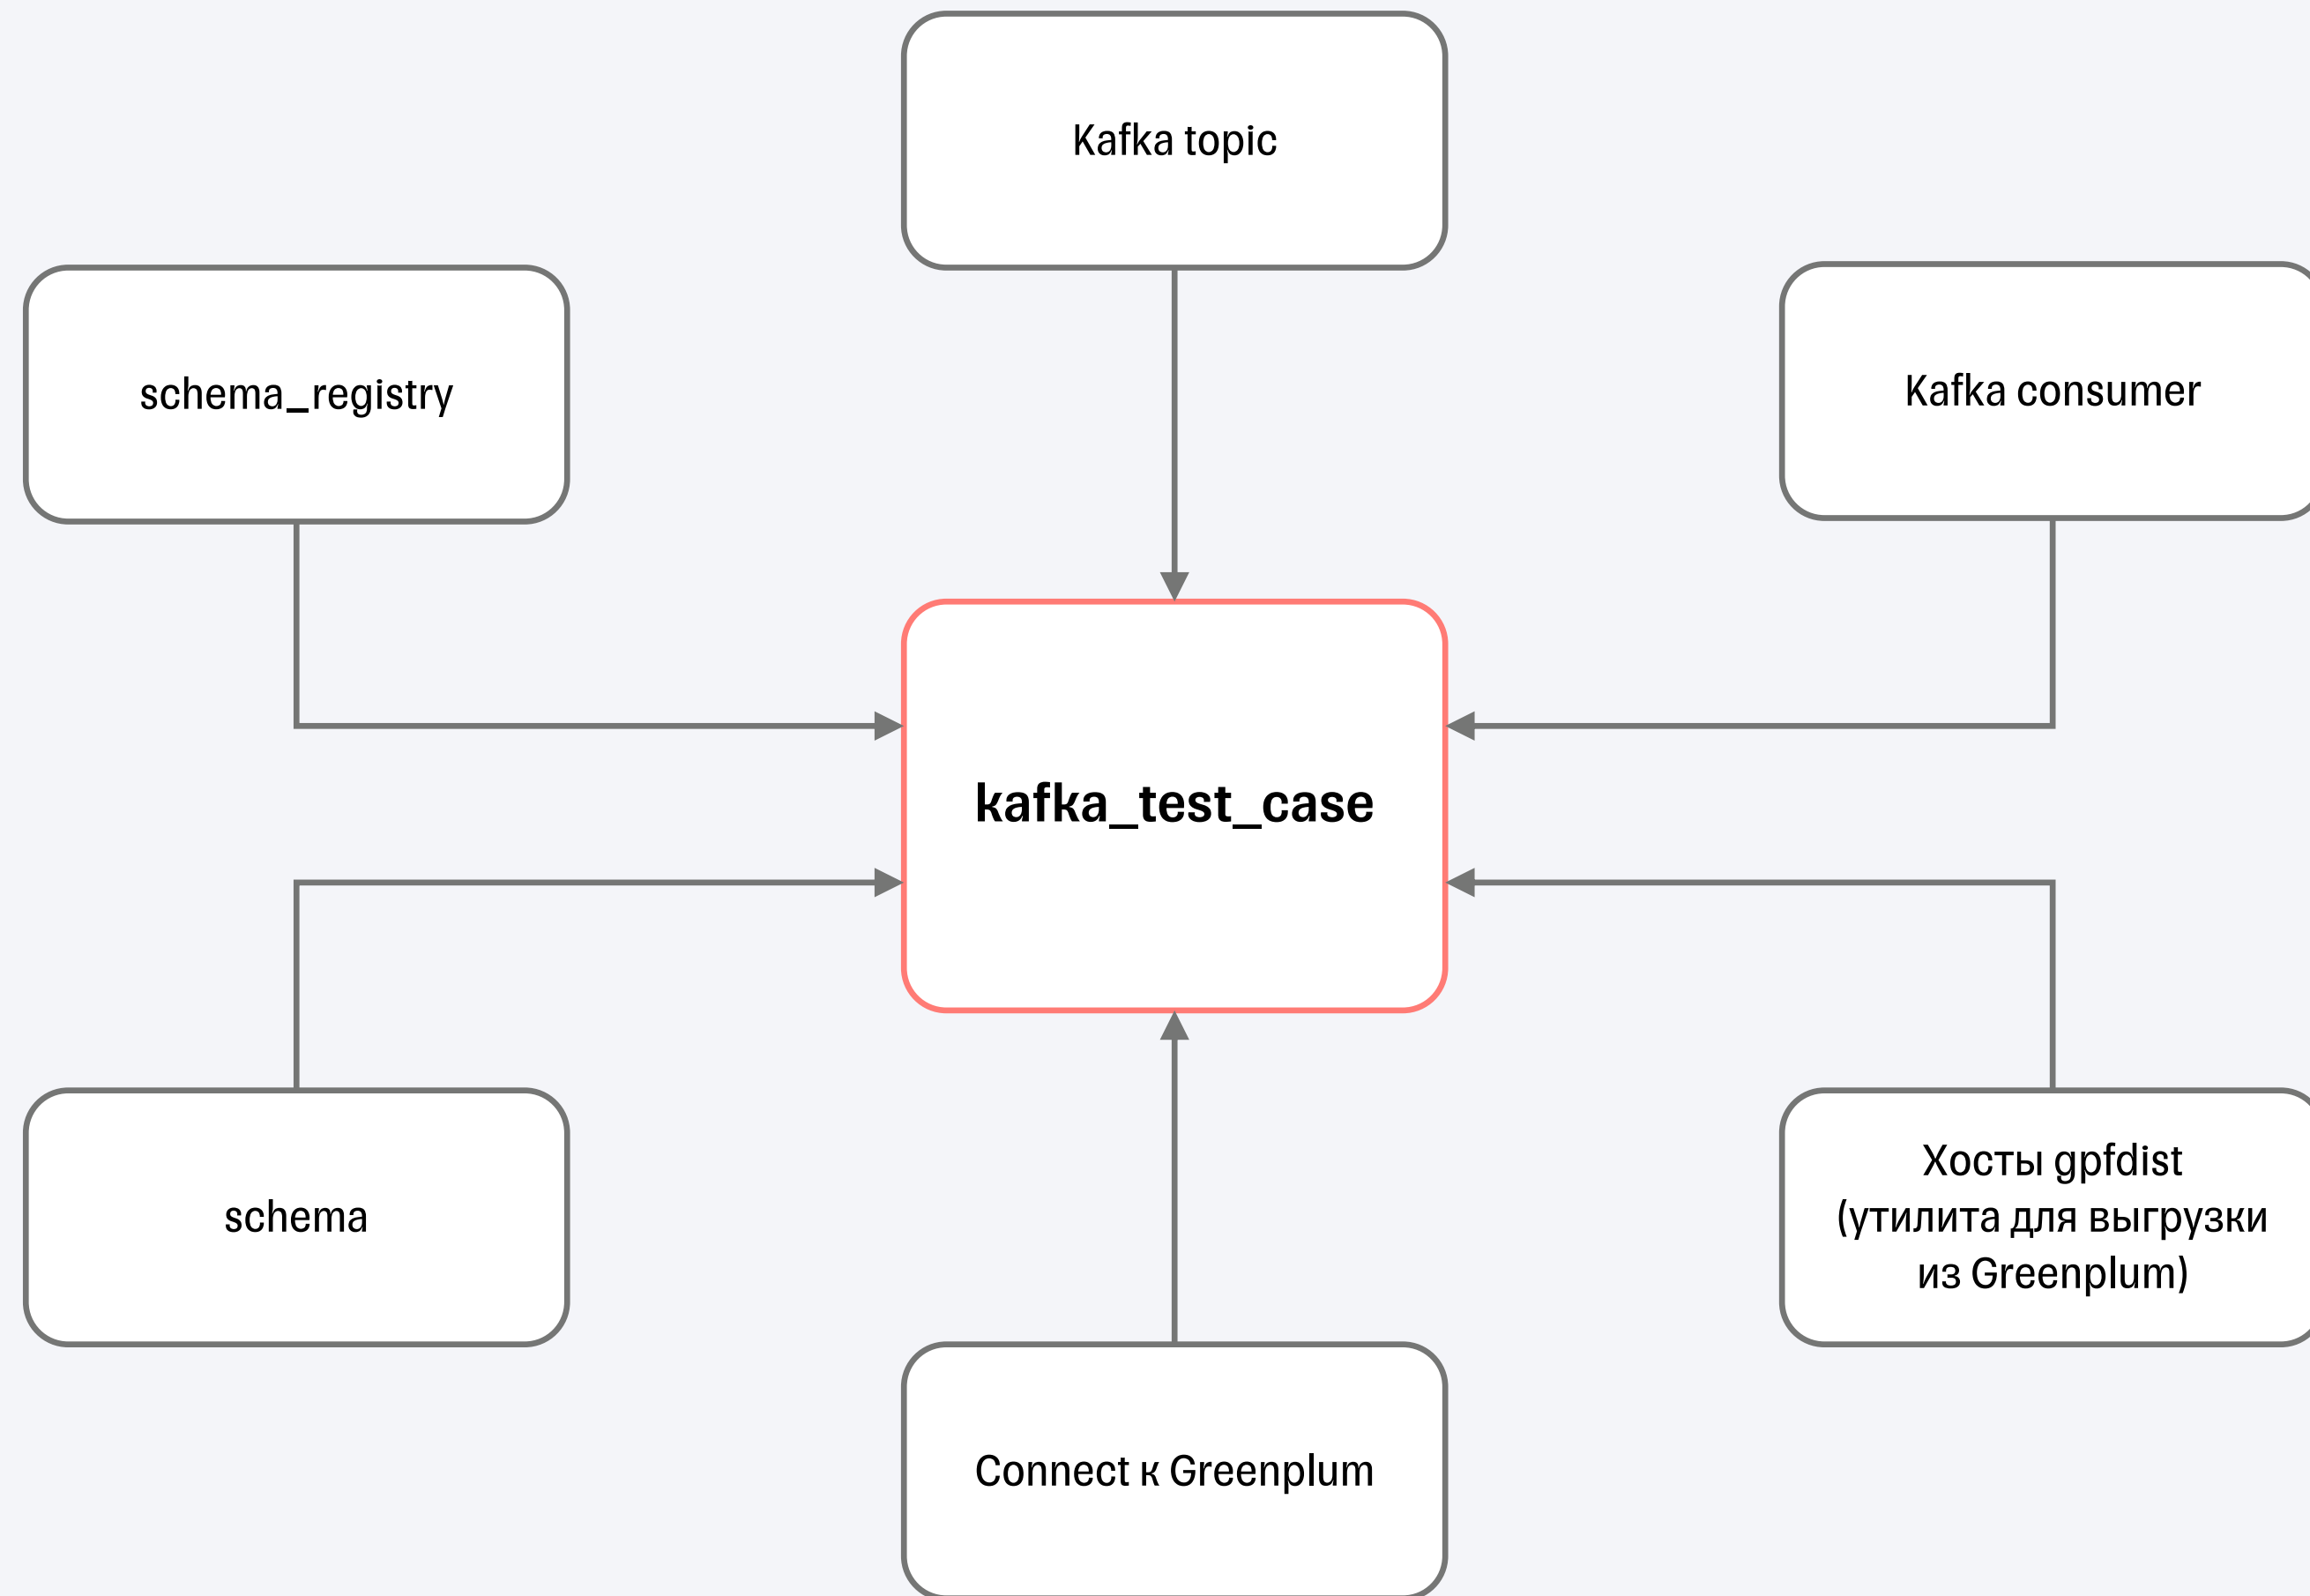 Kafka topic
schema_registry
Kafka consumer
kafka_test_case
schema
Хосты gpfdist
(утилита для выгрузки
из Greenplum)
Connect к Greenplum